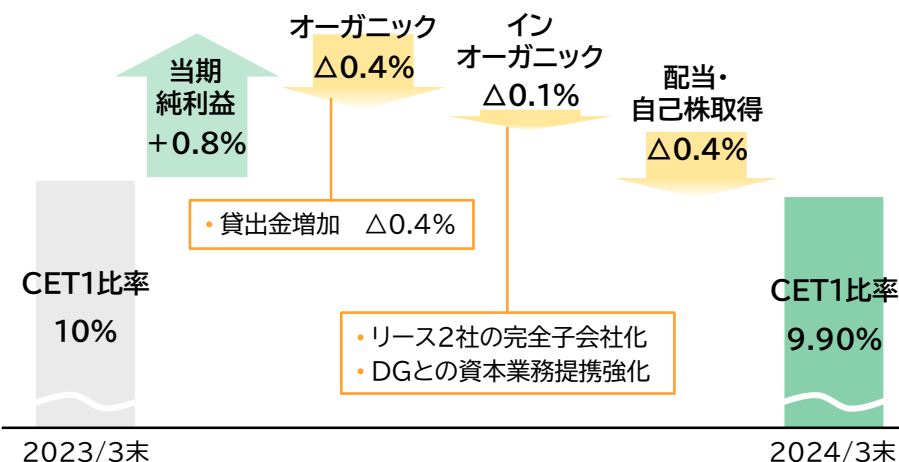 当期
純利益
+0.8%
オーガニック
△0.4%
イン
オーガニック
△0.1%
配当・
自己株取得
△0.4%
・貸出金増加　△0.4%
・リース2社の完全子会社化
・DGとの資本業務提携強化
CET1比率
10%
CET1比率
9.90%
2023/3末
2024/3末